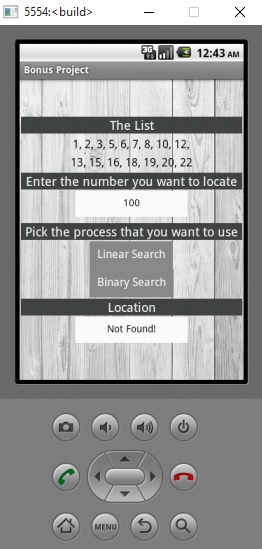 5554:<build>
3G
12:43 AM
Bonus Project
The List
1, 2, 3, 5, 6, 7, 8, 10, 12,
13, 15, 16, 18, 19, 20, 22
Enter the number you want to locate
100
Pick the process that you want to use
Linear Search
Binary Search
Location
Not Found!
MENU